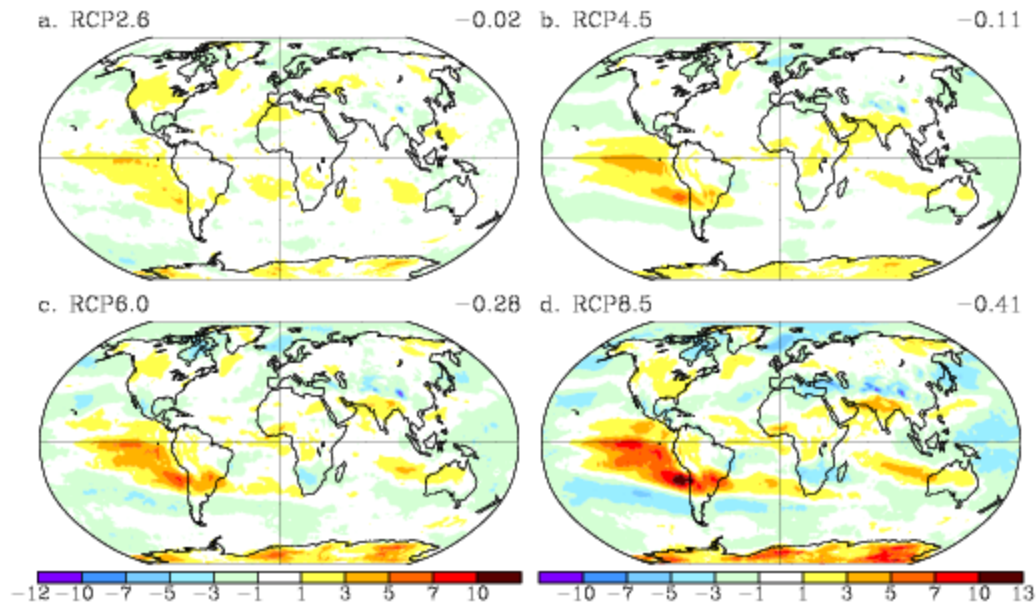 a. RCP2.6 -0.02
b. RCP4.5 -0.11
c. RCP6.0 -0.28
d. RCP8.5 -0.41
-12 -10 -7 -5 -3 -1 1 3 5 7 10
-10 -7 -5 -3 -1 1 3 5 7 10 13